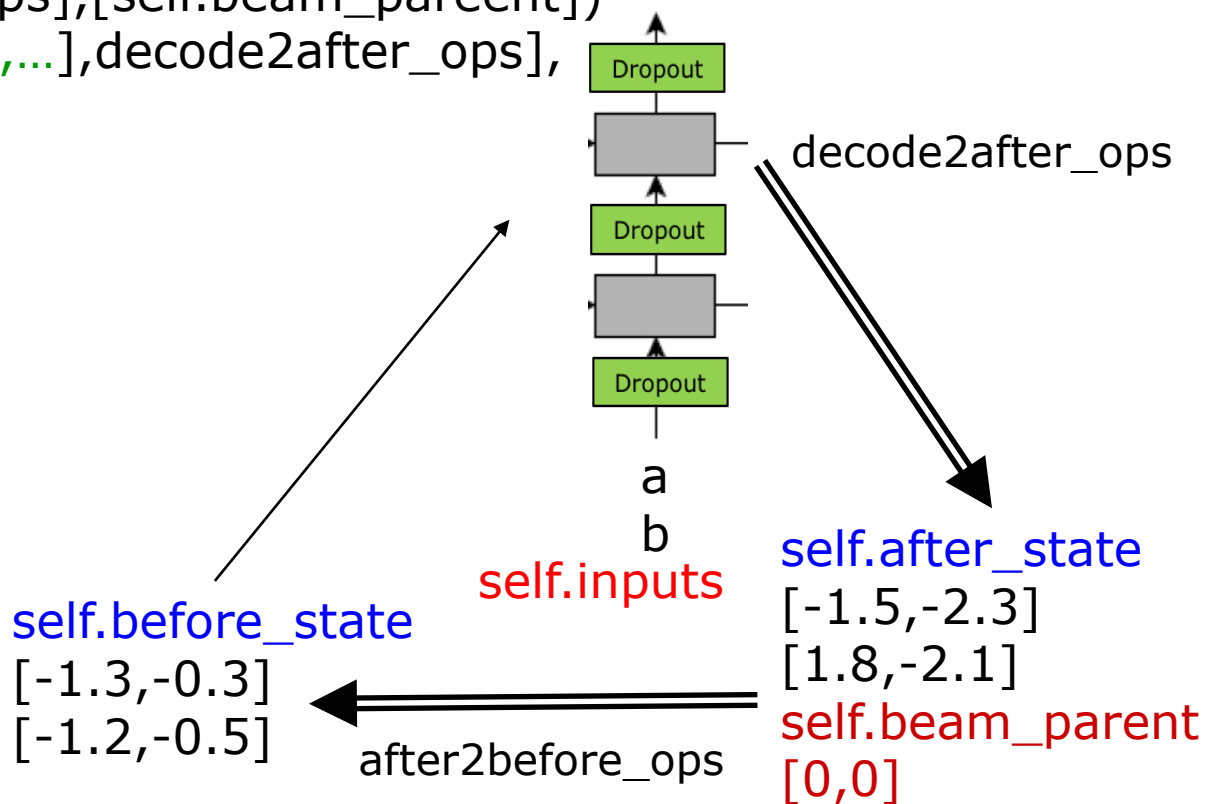 ps],[self.beam_pareent])
,...],decode2after_ops],
Dropout
decode2after_ops
Dropout
Dropout
a
b
self.inputs
self.after_state
[-1.5,-2.3]
[1.8,-2.1]
self.beam_parent
[0,0]
self.before_state
[-1.3,-0.3]
[-1.2,-0.5]
after2before_ops